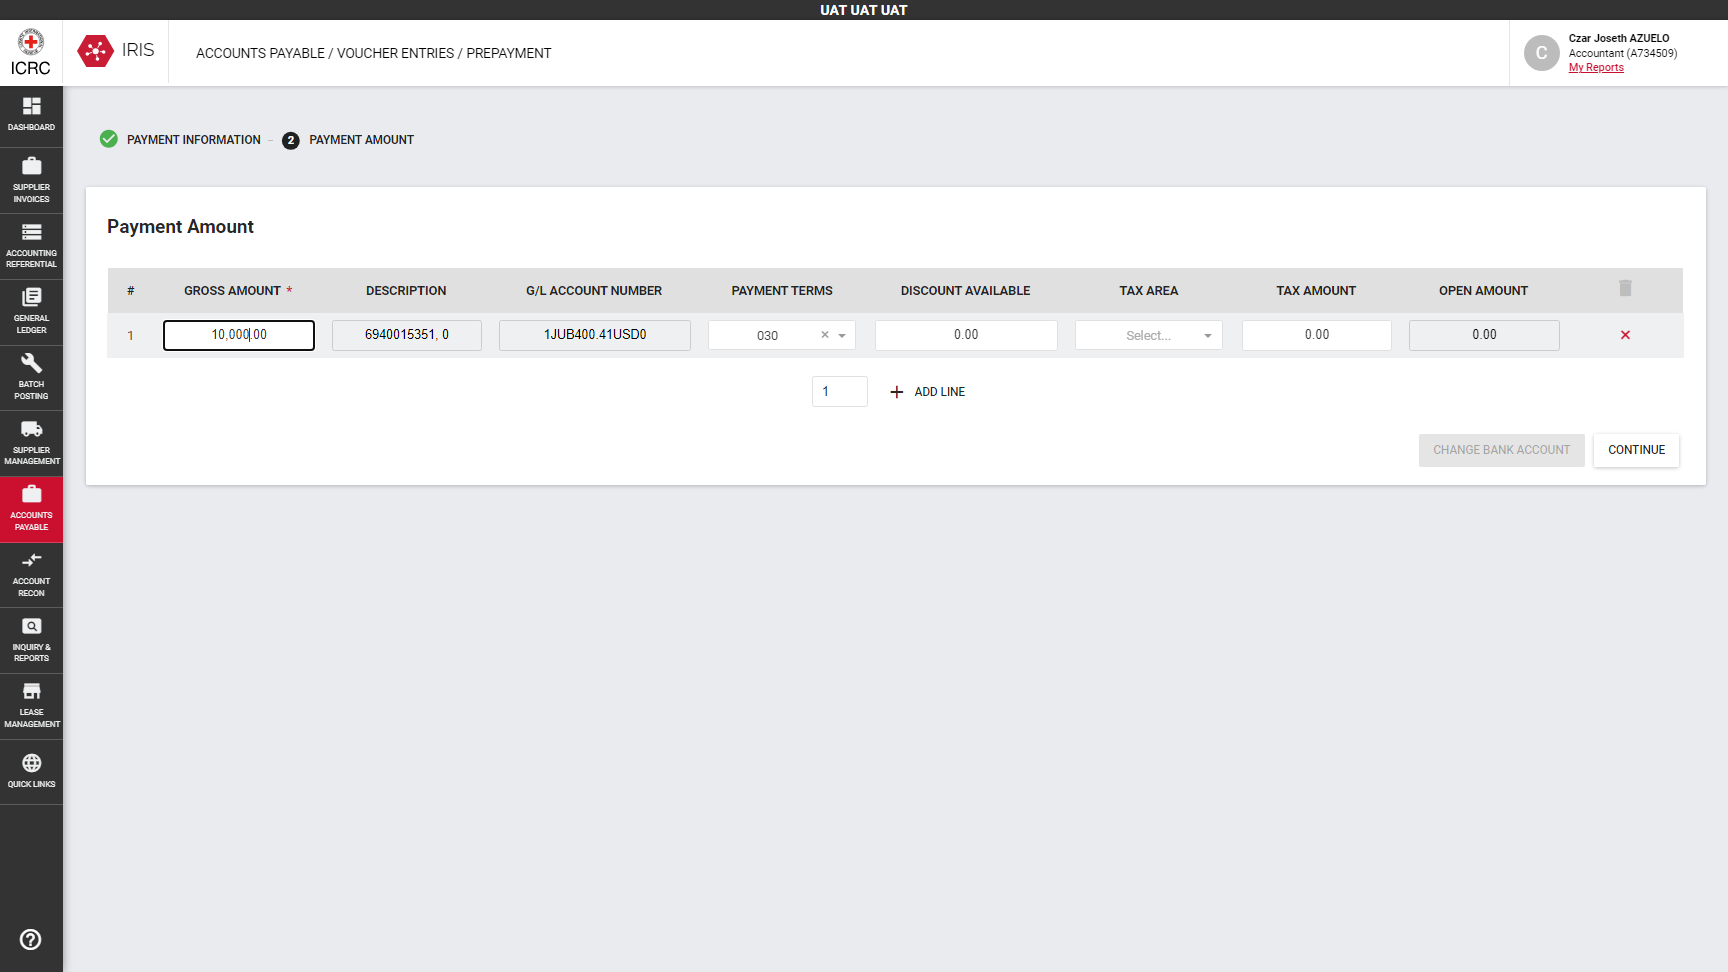 UAT UAT UAT
ICRC
IRIS
ACCOUNTS PAYABLE / VOUCHER ENTRIES / PREPAYMENT
C
Czar Joseth AZUELO
Accountant (A734509)
My Reports
DASHBOARD
SUPPLIER
INVOICES
ACCOUNTING
REFERENTIAL
GENERAL
LEDGER
BATCH
POSTING
SUPPLIER
MANAGEMENT
ACCOUNTS
PAYABLE
ACCOUNT
RECON
INQUIRY &
REPORTS
LEASE
MANAGEMENT
QUICK LINKS
PAYMENT INFORMATION – 2 PAYMENT AMOUNT
Payment Amount
# GROSS AMOUNT * DESCRIPTION G/L ACCOUNT NUMBER PAYMENT TERMS DISCOUNT AVAILABLE TAX AREA TAX AMOUNT OPEN AMOUNT
1 10,000.00 6940015351, 0 1JUB400.41USD0 030 × 0.00 Select... 0.00 0.00
1 + ADD LINE
CHANGE BANK ACCOUNT CONTINUE